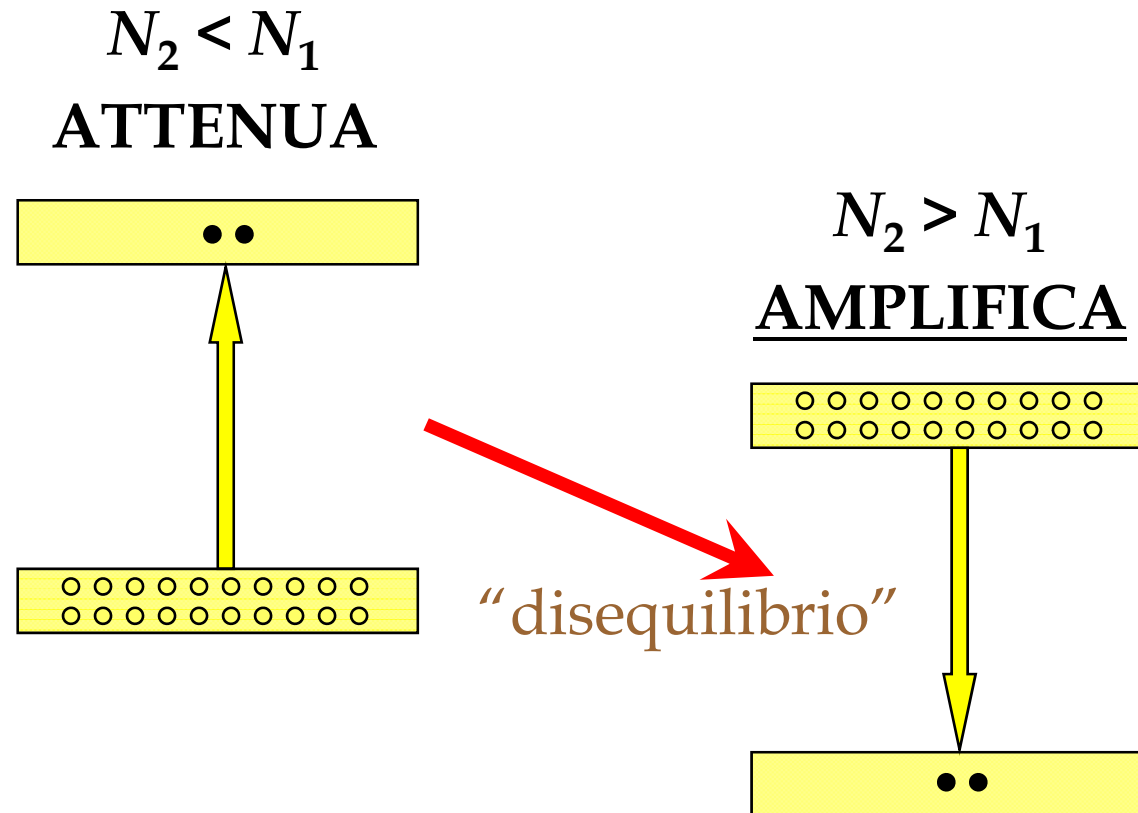 N₂ < N₁
ATTENUA
N₂ > N₁
AMPLIFICA
“disequilibrio”